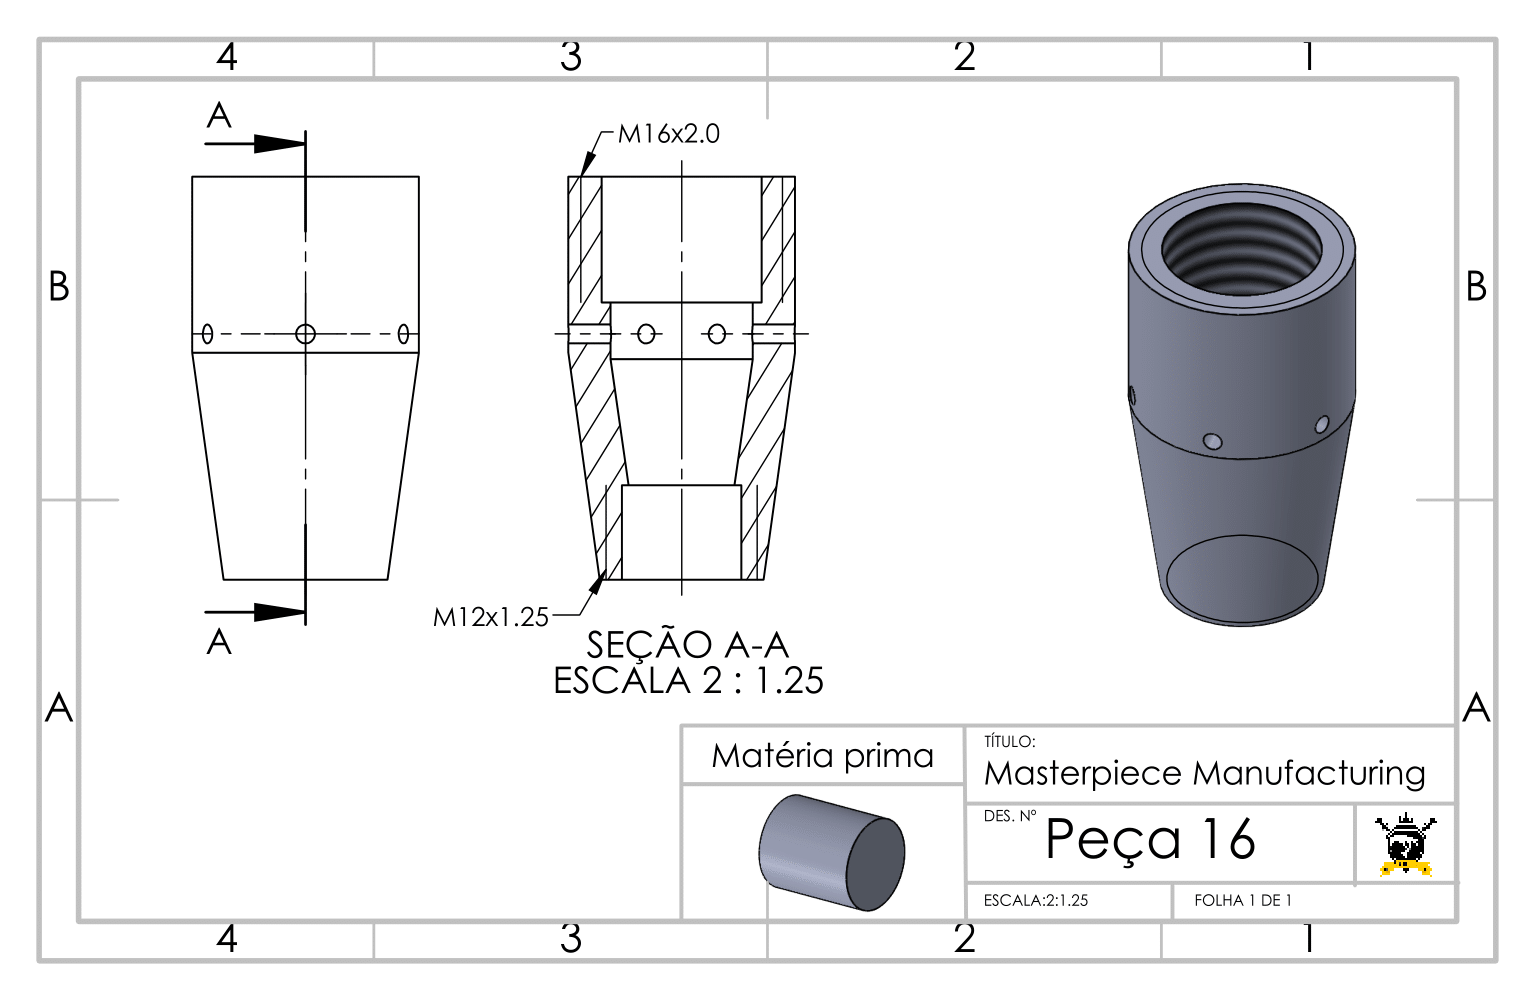 4 3 2 1
A
M16x2.0
B B
M12x1.25
A
SEÇÃO A-A
ESCALA 2 : 1.25
A A
Matéria prima
TÍTULO:
Masterpiece Manufacturing
DES. Nº Peça 16
ESCALA:2:1.25 FOLHA 1 DE 1
4 3 2 1